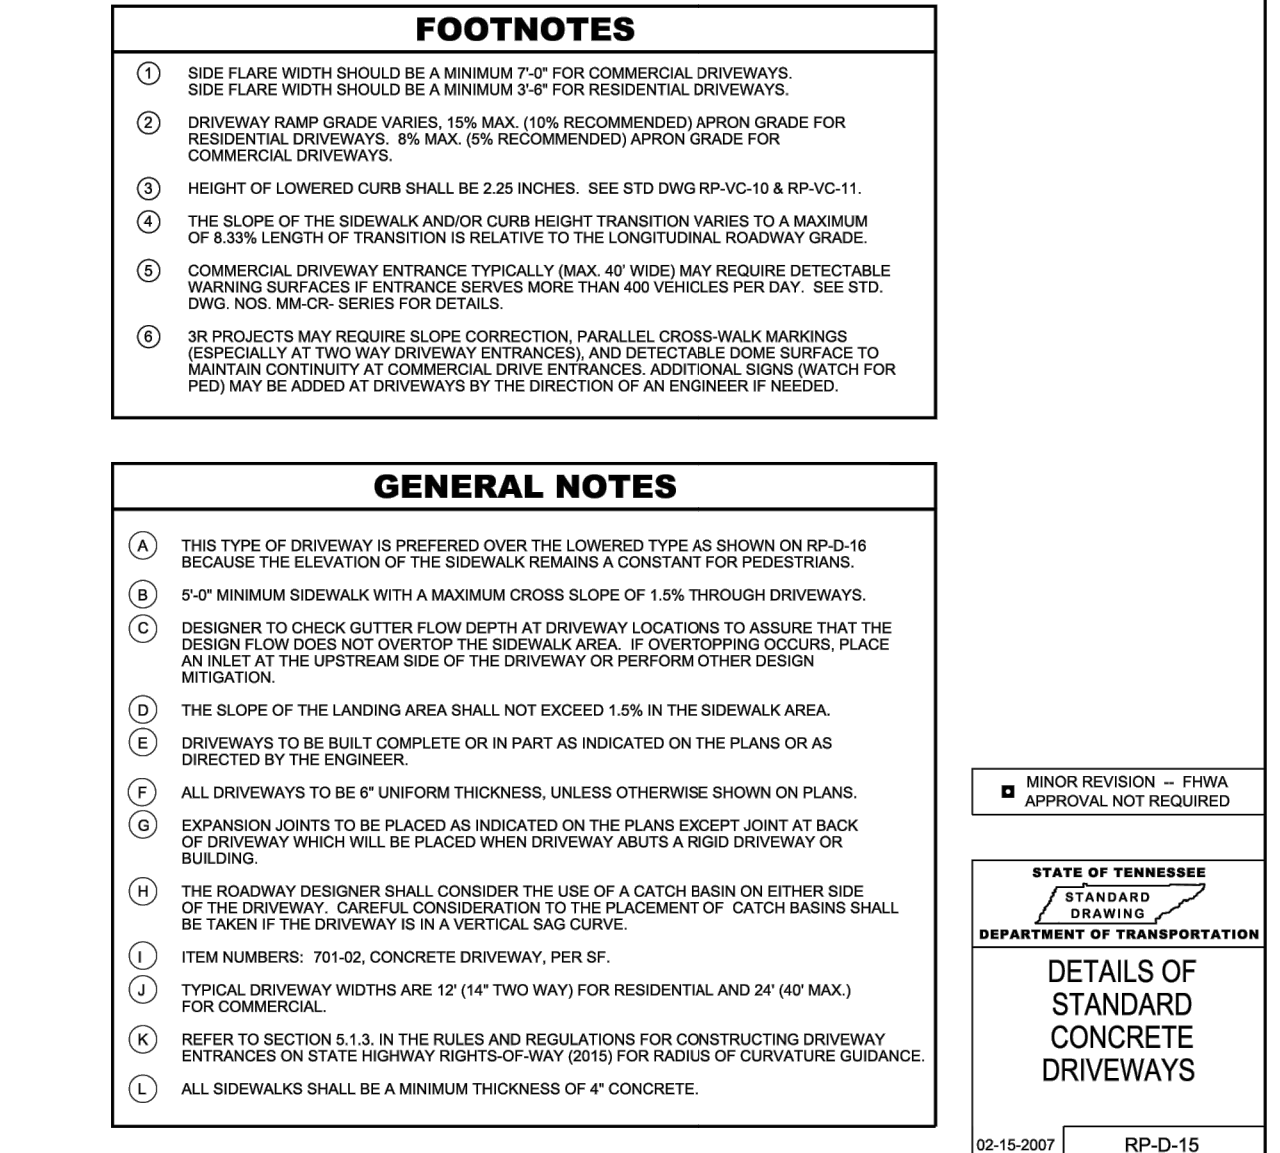 FOOTNOTES
1 SIDE FLARE WIDTH SHOULD BE A MINIMUM 7'-0" FOR COMMERCIAL DRIVEWAYS.
SIDE FLARE WIDTH SHOULD BE A MINIMUM 3'-6" FOR RESIDENTIAL DRIVEWAYS.
2 DRIVEWAY RAMP GRADE VARIES, 15% MAX. (10% RECOMMENDED) APRON GRADE FOR
RESIDENTIAL DRIVEWAYS. 8% MAX. (5% RECOMMENDED) APRON GRADE FOR
COMMERCIAL DRIVEWAYS.
3 HEIGHT OF LOWERED CURB SHALL BE 2.25 INCHES. SEE STD DWG RP-VC-10 & RP-VC-11.
4 THE SLOPE OF THE SIDEWALK AND/OR CURB HEIGHT TRANSITION VARIES TO A MAXIMUM
OF 8.33% LENGTH OF TRANSITION IS RELATIVE TO THE LONGITUDINAL ROADWAY GRADE.
5 COMMERCIAL DRIVEWAY ENTRANCE TYPICALLY (MAX. 40' WIDE) MAY REQUIRE DETECTABLE
WARNING SURFACES IF ENTRANCE SERVES MORE THAN 400 VEHICLES PER DAY. SEE STD.
DWG. NOS. MM-CR- SERIES FOR DETAILS.
6 3R PROJECTS MAY REQUIRE SLOPE CORRECTION, PARALLEL CROSS-WALK MARKINGS
(ESPECIALLY AT TWO WAY DRIVEWAY ENTRANCES), AND DETECTABLE DOME SURFACE TO
MAINTAIN CONTINUITY AT COMMERCIAL DRIVE ENTRANCES. ADDITIONAL SIGNS (WATCH FOR
PED) MAY BE ADDED AT DRIVEWAYS BY THE DIRECTION OF AN ENGINEER IF NEEDED.
GENERAL NOTES
A THIS TYPE OF DRIVEWAY IS PREFERED OVER THE LOWERED TYPE AS SHOWN ON RP-D-16
BECAUSE THE ELEVATION OF THE SIDEWALK REMAINS A CONSTANT FOR PEDESTRIANS.
B 5'-0" MINIMUM SIDEWALK WITH A MAXIMUM CROSS SLOPE OF 1.5% THROUGH DRIVEWAYS.
C DESIGNER TO CHECK GUTTER FLOW DEPTH AT DRIVEWAY LOCATIONS TO ASSURE THAT THE
DESIGN FLOW DOES NOT OVERTOP THE SIDEWALK AREA. IF OVERTOPPING OCCURS, PLACE
AN INLET AT THE UPSTREAM SIDE OF THE DRIVEWAY OR PERFORM OTHER DESIGN
MITIGATION.
D THE SLOPE OF THE LANDING AREA SHALL NOT EXCEED 1.5% IN THE SIDEWALK AREA.
E DRIVEWAYS TO BE BUILT COMPLETE OR IN PART AS INDICATED ON THE PLANS OR AS
DIRECTED BY THE ENGINEER.
F ALL DRIVEWAYS TO BE 6" UNIFORM THICKNESS, UNLESS OTHERWISE SHOWN ON PLANS.
G EXPANSION JOINTS TO BE PLACED AS INDICATED ON THE PLANS EXCEPT JOINT AT BACK
OF DRIVEWAY WHICH WILL BE PLACED WHEN DRIVEWAY ABUTS A RIGID DRIVEWAY OR
BUILDING.
H THE ROADWAY DESIGNER SHALL CONSIDER THE USE OF A CATCH BASIN ON EITHER SIDE
OF THE DRIVEWAY. CAREFUL CONSIDERATION TO THE PLACEMENT OF CATCH BASINS SHALL
BE TAKEN IF THE DRIVEWAY IS IN A VERTICAL SAG CURVE.
I ITEM NUMBERS: 701-02, CONCRETE DRIVEWAY, PER SF.
J TYPICAL DRIVEWAY WIDTHS ARE 12' (14" TWO WAY) FOR RESIDENTIAL AND 24' (40' MAX.)
FOR COMMERCIAL.
K REFER TO SECTION 5.1.3. IN THE RULES AND REGULATIONS FOR CONSTRUCTING DRIVEWAY
ENTRANCES ON STATE HIGHWAY RIGHTS-OF-WAY (2015) FOR RADIUS OF CURVATURE GUIDANCE.
L ALL SIDEWALKS SHALL BE A MINIMUM THICKNESS OF 4" CONCRETE.
MINOR REVISION -- FHWA
APPROVAL NOT REQUIRED
STATE OF TENNESSEE
STANDARD
DRAWING
DEPARTMENT OF TRANSPORTATION
DETAILS OF
STANDARD
CONCRETE
DRIVEWAYS
02-15-2007 RP-D-15